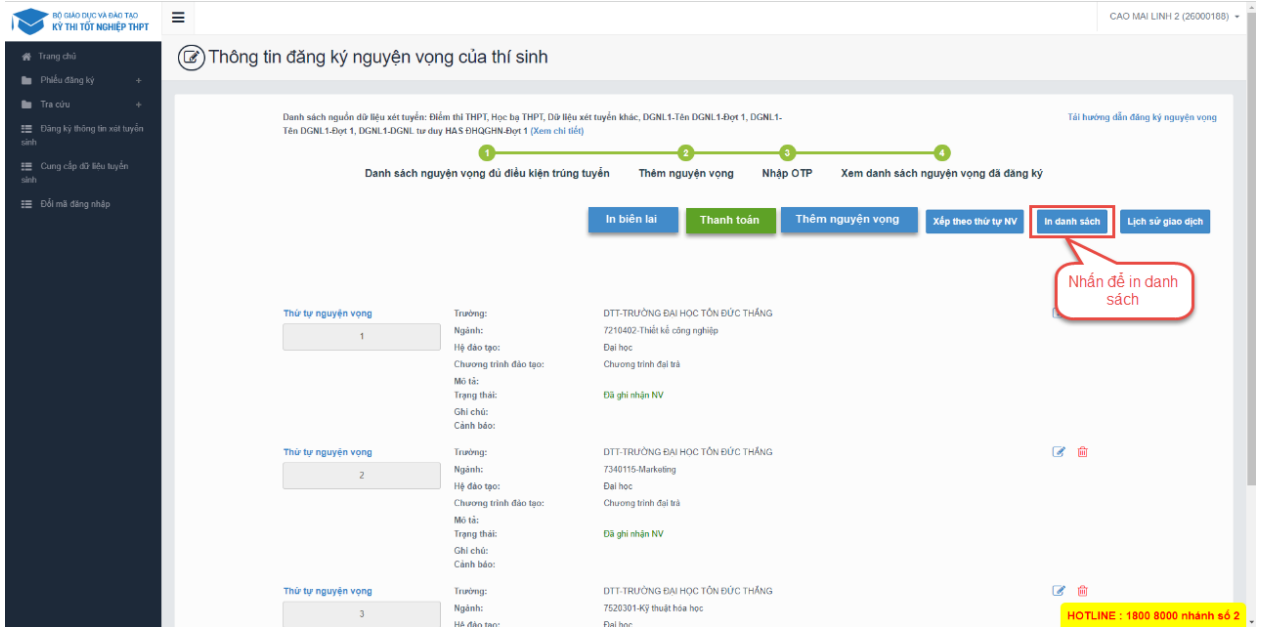 BỘ GIÁO DỤC VÀ ĐÀO TẠO
KỲ THI TỐT NGHIỆP THPT
CAO MAI LINH 2 (26000188)
Trang chủ
Phiếu đăng ký +
Tra cứu +
Đăng ký thông tin xét tuyển
sinh
Cung cấp dữ liệu tuyển
sinh
Đổi mã đăng nhập
Thông tin đăng ký nguyện vọng của thí sinh
Danh sách nguồn dữ liệu xét tuyển: Điểm thi THPT, Học bạ THPT, Dữ liệu xét tuyển khác, DGNL1-Tên DGNL1-Đợt 1, DGNL1-
Tên DGNL1-Đợt 1, DGNL1-DGNL tư duy HAS ĐHQGHN-Đợt 1 (Xem chi tiết)
Tải hướng dẫn đăng ký nguyện vọng
1 2 3 4
Danh sách nguyện vọng đủ điều kiện trúng tuyển Thêm nguyện vọng Nhập OTP Xem danh sách nguyện vọng đã đăng ký
In biên lai Thanh toán Thêm nguyện vọng Xếp theo thứ tự NV In danh sách Lịch sử giao dịch
Nhấn để in danh
sách
Thứ tự nguyện vọng Trường: DTT-TRƯỜNG ĐẠI HỌC TÔN ĐỨC THẮNG
1 Ngành: 7210402-Thiết kế công nghiệp
Hệ đào tạo: Đại học
Chương trình đào tạo: Chương trình đại trà
Mô tả:
Trạng thái: Đã ghi nhận NV
Ghi chú:
Cảnh báo:
Thứ tự nguyện vọng Trường: DTT-TRƯỜNG ĐẠI HỌC TÔN ĐỨC THẮNG
2 Ngành: 7340115-Marketing
Hệ đào tạo: Đại học
Chương trình đào tạo: Chương trình đại trà
Mô tả:
Trạng thái: Đã ghi nhận NV
Ghi chú:
Cảnh báo:
Thứ tự nguyện vọng Trường: DTT-TRƯỜNG ĐẠI HỌC TÔN ĐỨC THẮNG
3 Ngành: 7520301-Kỹ thuật hóa học
Hệ đào tạo: Đại học
HOTLINE : 1800 8000 nhánh số 2